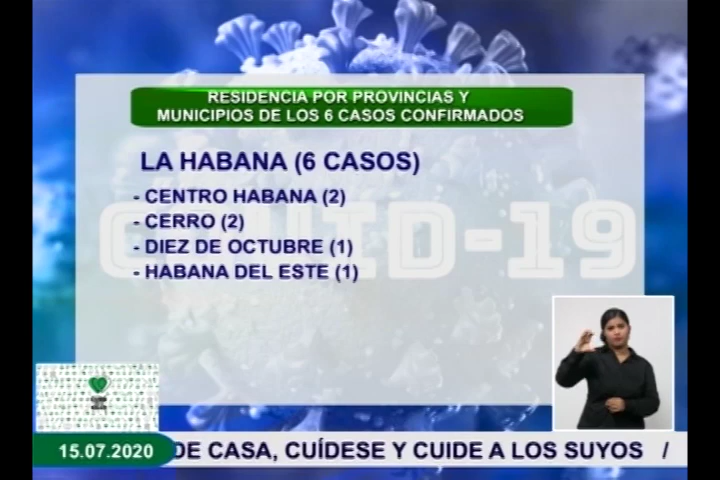 RESIDENCIA POR PROVINCIAS Y
MUNICIPIOS DE LOS 6 CASOS CONFIRMADOS
LA HABANA (6 CASOS)
- CENTRO HABANA (2)
- CERRO (2)
- DIEZ DE OCTUBRE (1)
- HABANA DEL ESTE (1)
COVID-19
15.07.2020
DE CASA, CUÍDESE Y CUIDE A LOS SUYOS /